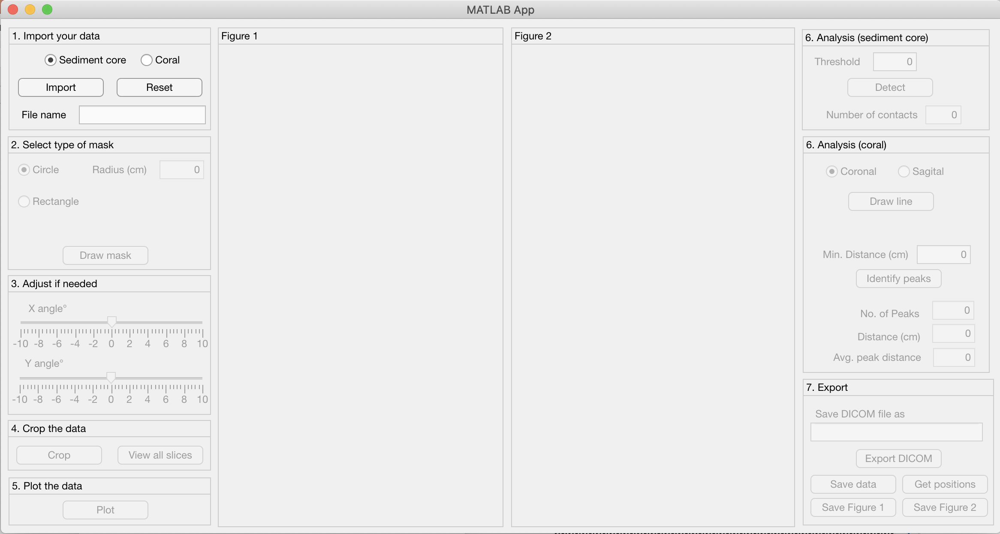 MATLAB App
1. Import your data
Sediment core Coral
Import Reset
File name
2. Select type of mask
Circle Radius (cm) 0
Rectangle
Draw mask
3. Adjust if needed
X angle°
-10 -8 -6 -4 -2 0 2 4 6 8 10
Y angle°
-10 -8 -6 -4 -2 0 2 4 6 8 10
4. Crop the data
Crop View all slices
5. Plot the data
Plot
Figure 1
Figure 2
6. Analysis (sediment core)
Threshold 0
Detect
Number of contacts 0
6. Analysis (coral)
Coronal Sagital
Draw line
Min. Distance (cm) 0
Identify peaks
No. of Peaks 0
Distance (cm) 0
Avg. peak distance 0
7. Export
Save DICOM file as
Export DICOM
Save data Get positions
Save Figure 1 Save Figure 2